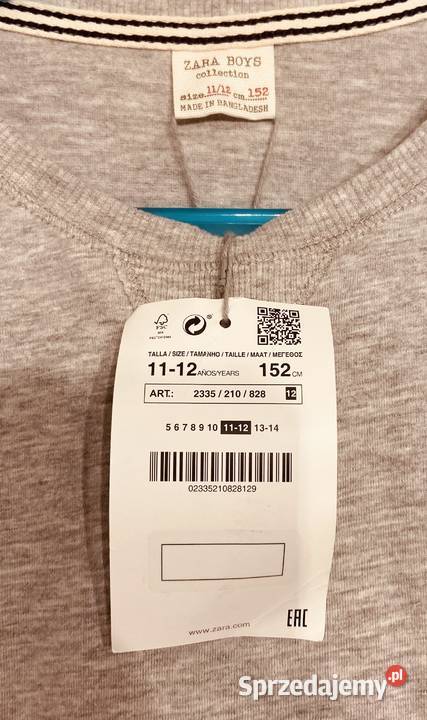 ZARA BOYS
collection
size 11/12 cm 152
MADE IN BANGLADESH
FSC
TALLA / SIZE / TAMANHO / TAILLE / MAAT / ΜΕΓΕΘΟΣ
11-12 AÑOS/YEARS 152 CM
ART.: 2335 / 210 / 828 12
5 6 7 8 9 10 11-12 13-14
02335210828129
www.zara.com
EAC
Sprzedajemy.pl